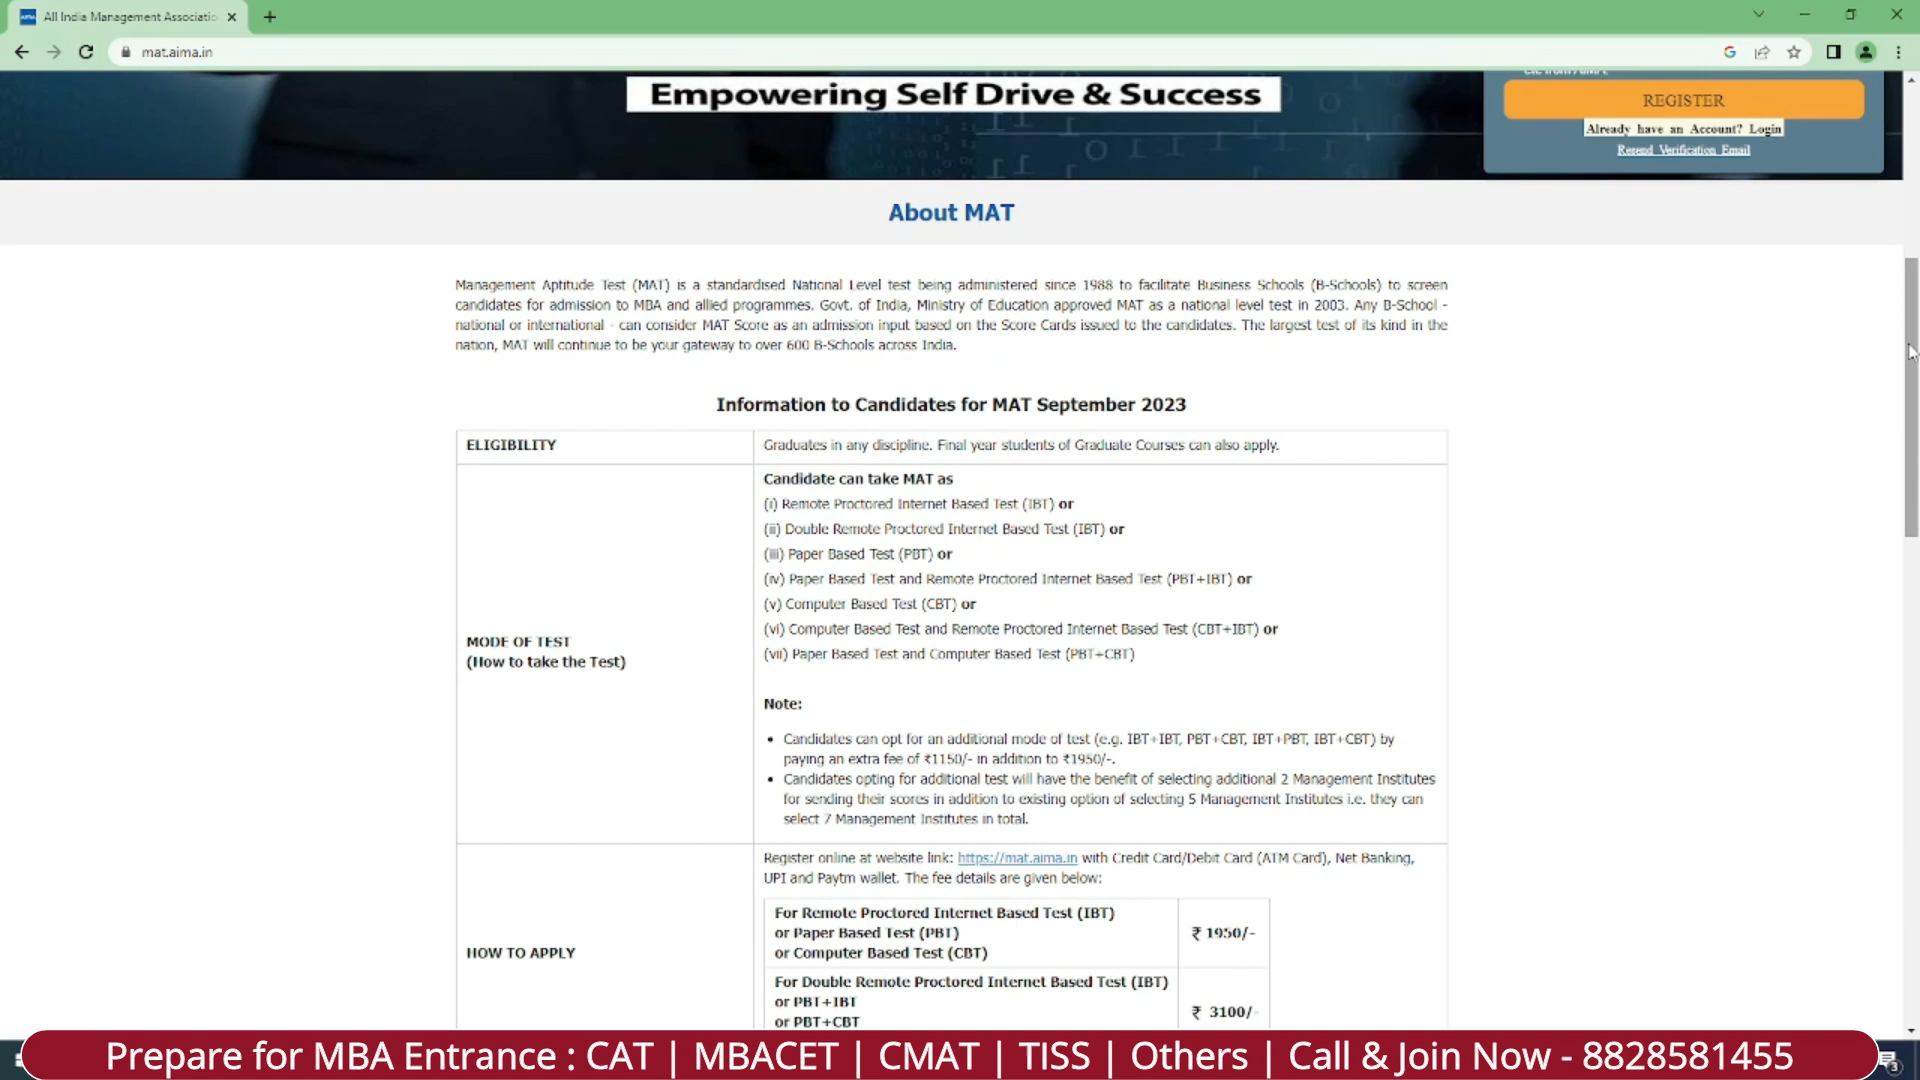 All India Management Associatio
mat.aima.in
Empowering Self Drive & Success
REGISTER
Already have an Account? Login
Resend Verification Email
About MAT
Management Aptitude Test (MAT) is a standardised National Level test being administered since 1988 to facilitate Business Schools (B-Schools) to screen
candidates for admission to MBA and allied programmes. Govt. of India, Ministry of Education approved MAT as a national level test in 2003. Any B-School -
national or international - can consider MAT Score as an admission input based on the Score Cards issued to the candidates. The largest test of its kind in the
nation, MAT will continue to be your gateway to over 600 B-Schools across India.
Information to Candidates for MAT September 2023
ELIGIBILITY
Graduates in any discipline. Final year students of Graduate Courses can also apply.
MODE OF TEST
(How to take the Test)
Candidate can take MAT as
(i) Remote Proctored Internet Based Test (IBT) or
(ii) Double Remote Proctored Internet Based Test (IBT) or
(iii) Paper Based Test (PBT) or
(iv) Paper Based Test and Remote Proctored Internet Based Test (PBT+IBT) or
(v) Computer Based Test (CBT) or
(vi) Computer Based Test and Remote Proctored Internet Based Test (CBT+IBT) or
(vii) Paper Based Test and Computer Based Test (PBT+CBT)
Note:
• Candidates can opt for an additional mode of test (e.g. IBT+IBT, PBT+CBT, IBT+PBT, IBT+CBT) by
paying an extra fee of ₹1150/- in addition to ₹1950/-.
• Candidates opting for additional test will have the benefit of selecting additional 2 Management Institutes
for sending their scores in addition to existing option of selecting 5 Management Institutes i.e. they can
select 7 Management Institutes in total.
HOW TO APPLY
Register online at website link: https://mat.aima.in with Credit Card/Debit Card (ATM Card), Net Banking,
UPI and Paytm wallet. The fee details are given below:
For Remote Proctored Internet Based Test (IBT)
or Paper Based Test (PBT)
or Computer Based Test (CBT)
₹ 1950/-
For Double Remote Proctored Internet Based Test (IBT)
or PBT+IBT
or PBT+CBT
₹ 3100/-
Prepare for MBA Entrance : CAT | MBACET | CMAT | TISS | Others | Call & Join Now - 8828581455